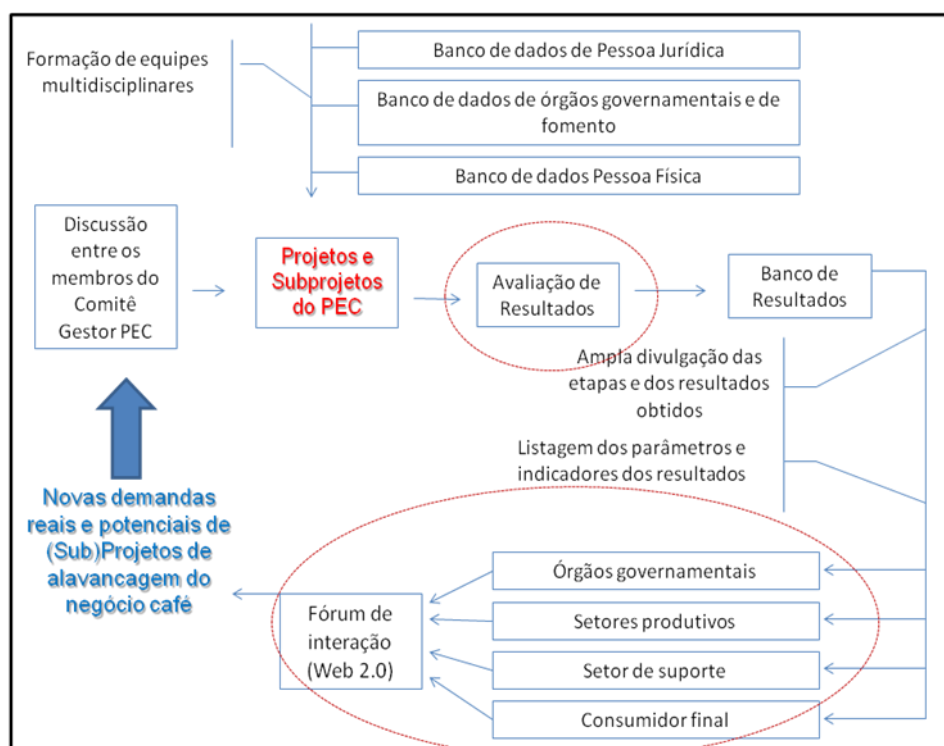 Formação de equipes
multidisciplinares
Banco de dados de Pessoa Jurídica
Banco de dados de órgãos governamentais e de
fomento
Banco de dados Pessoa Física
Discussão
entre os
membros do
Comitê
Gestor PEC
Projetos e
Subprojetos
do PEC
Avaliação de
Resultados
Banco de
Resultados
Ampla divulgação das
etapas e dos resultados
obtidos
Listagem dos parâmetros e
indicadores dos resultados
Novas demandas
reais e potenciais de
(Sub)Projetos de
alavancagem do
negócio café
Fórum de
interação
(Web 2.0)
Órgãos governamentais
Setores produtivos
Setor de suporte
Consumidor final